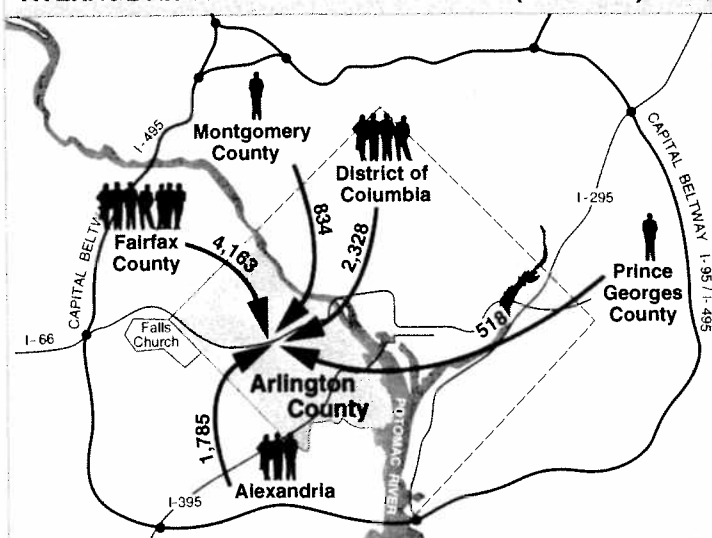 I-495
Montgomery
County
District of
Columbia
CAPITAL BELTWAY
I-95 / I-495
I-295
834
2,328
Fairfax
County
4,163
CAPITAL BELTW
Prince
Georges
County
518
I-66
Falls
Church
Arlington
County
POTOMAC RIVER
1,785
Alexandria
I-395